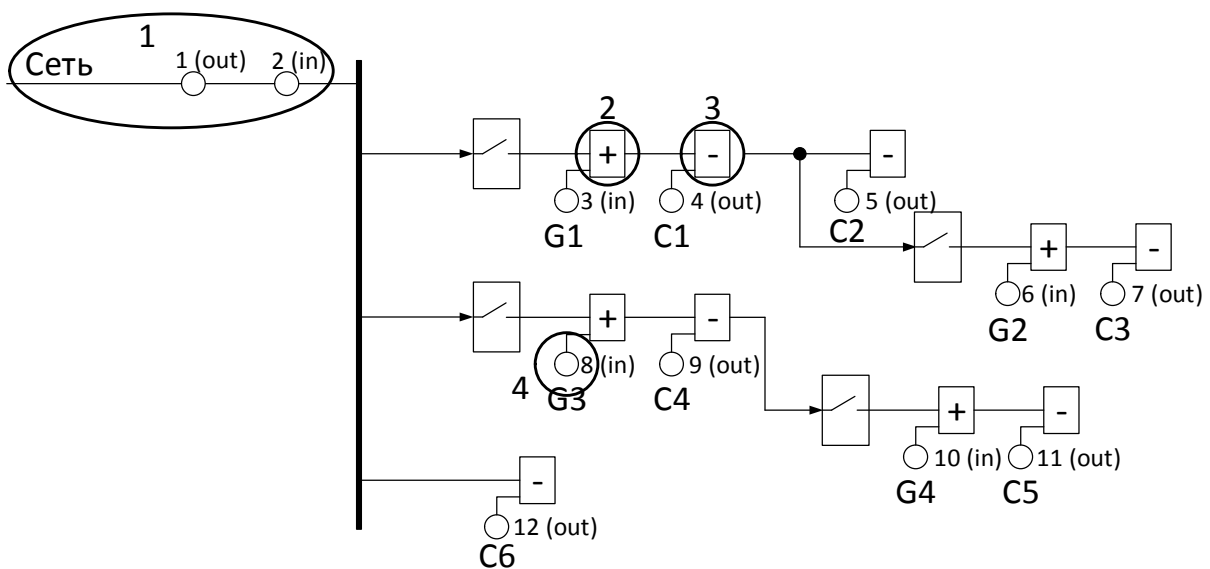 1
Сеть
1 (out)
2 (in)
2
3
+
-
-
3 (in)
4 (out)
5 (out)
G1
C1
C2
+
-
6 (in)
7 (out)
G2
C3
+
-
8 (in)
9 (out)
4
G3
C4
+
-
10 (in)
11 (out)
G4
C5
-
12 (out)
C6